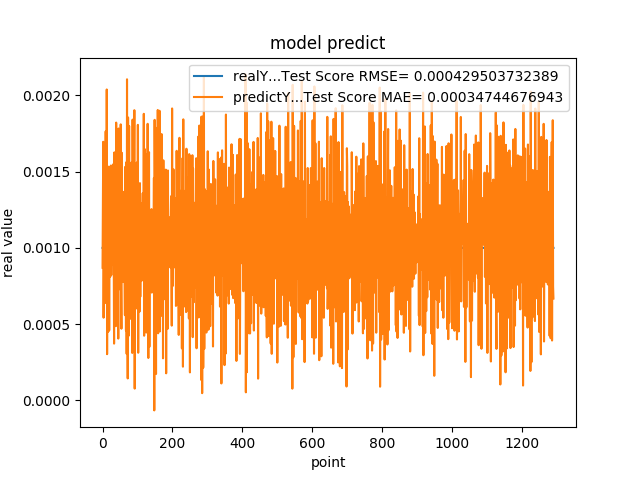 model predict
realY...Test Score RMSE= 0.000429503732389
predictY...Test Score MAE= 0.00034744676943
0.0020
0.0015
0.0010
0.0005
0.0000
real value
0 200 400 600 800 1000 1200
point